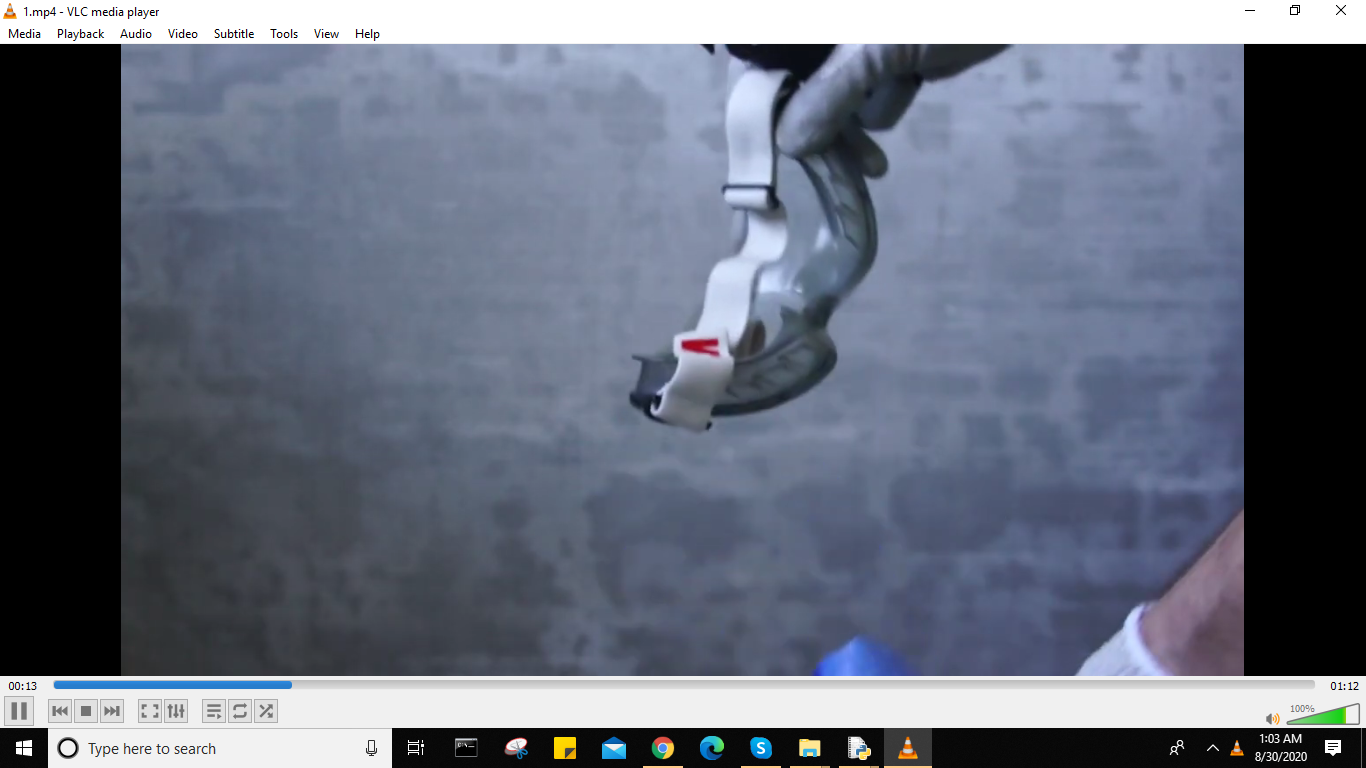 1.mp4 - VLC media player
Media Playback Audio Video Subtitle Tools View Help
V
00:13
01:12
100%
Type here to search
1:03 AM
8/30/2020